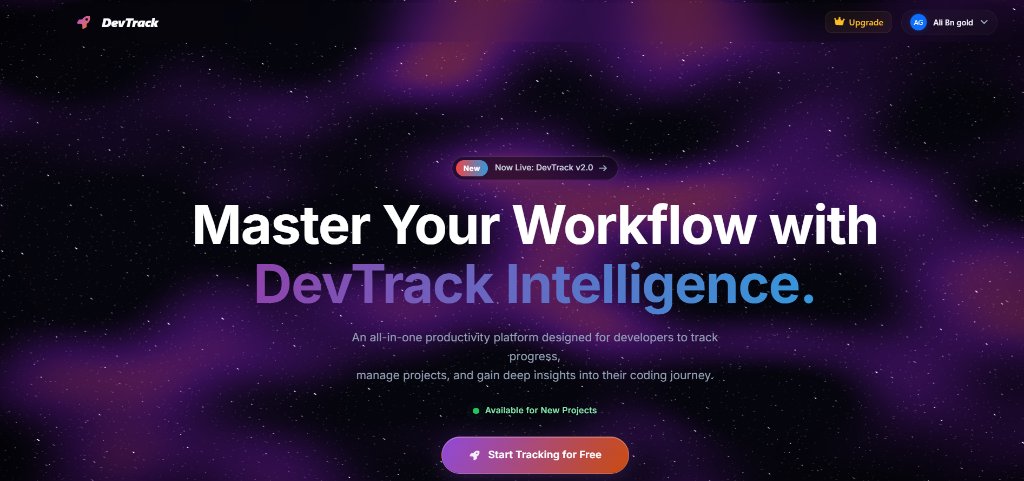 DevTrack
Upgrade
AG
Ali Bn gold
New
Now Live: DevTrack v2.0 →
Master Your Workflow with
DevTrack Intelligence.
An all-in-one productivity platform designed for developers to track
progress,
manage projects, and gain deep insights into their coding journey.
Available for New Projects
Start Tracking for Free